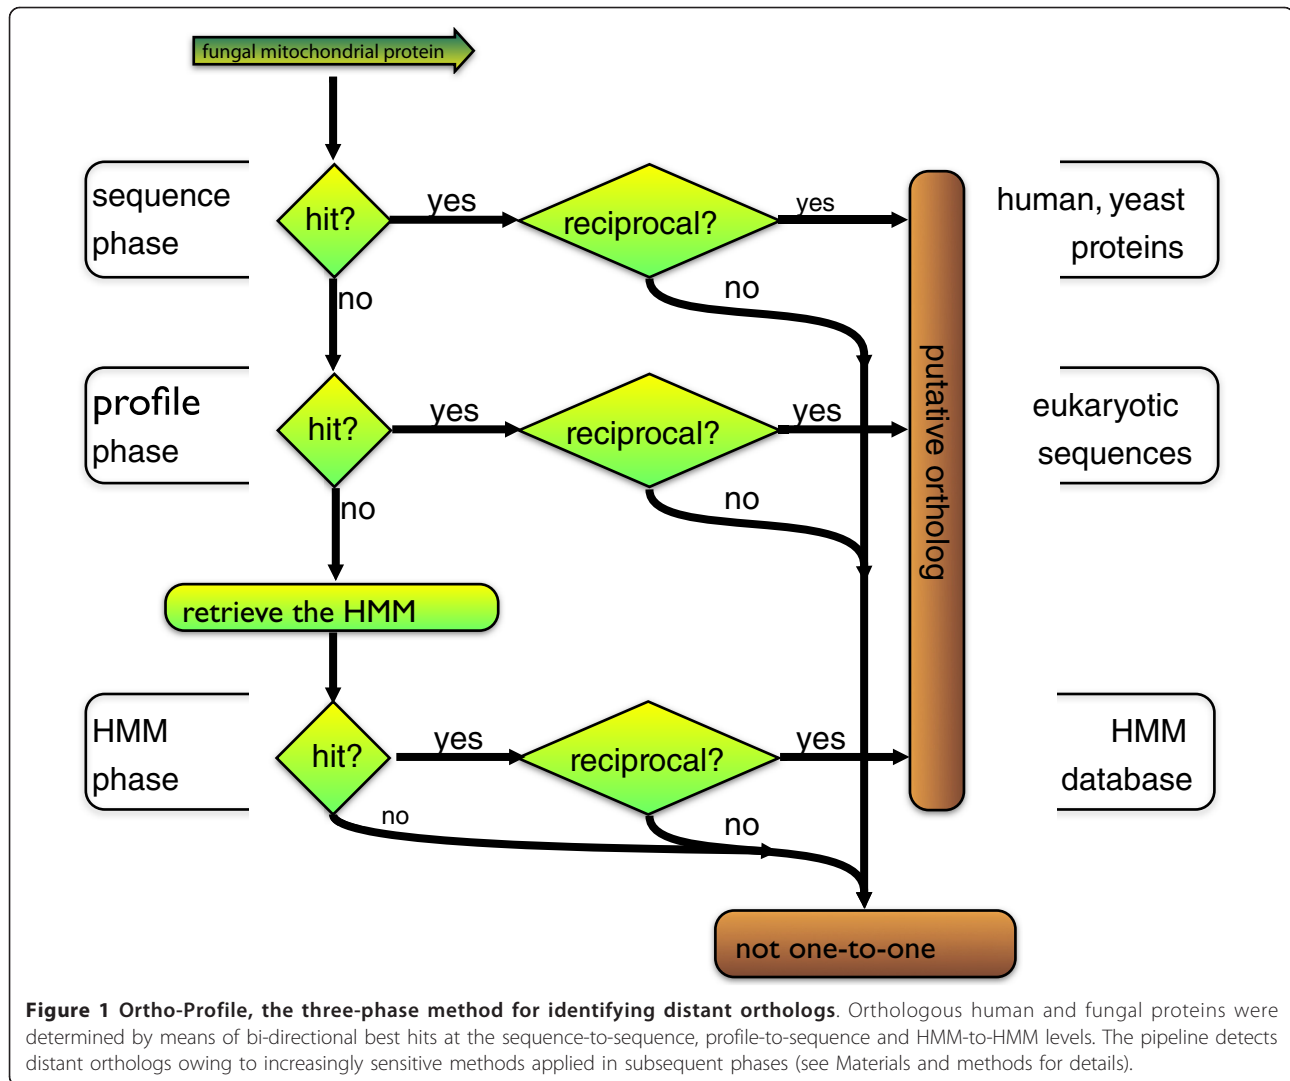 fungal mitochondrial protein
sequence
phase
hit?
yes
reciprocal?
yes
human, yeast
proteins
no
no
putative ortholog
profile
phase
hit?
yes
reciprocal?
yes
eukaryotic
sequences
no
no
retrieve the HMM
HMM
phase
hit?
yes
reciprocal?
yes
HMM
database
no
no
not one-to-one
Figure 1 Ortho-Profile, the three-phase method for identifying distant orthologs. Orthologous human and fungal proteins were
determined by means of bi-directional best hits at the sequence-to-sequence, profile-to-sequence and HMM-to-HMM levels. The pipeline detects
distant orthologs owing to increasingly sensitive methods applied in subsequent phases (see Materials and methods for details).